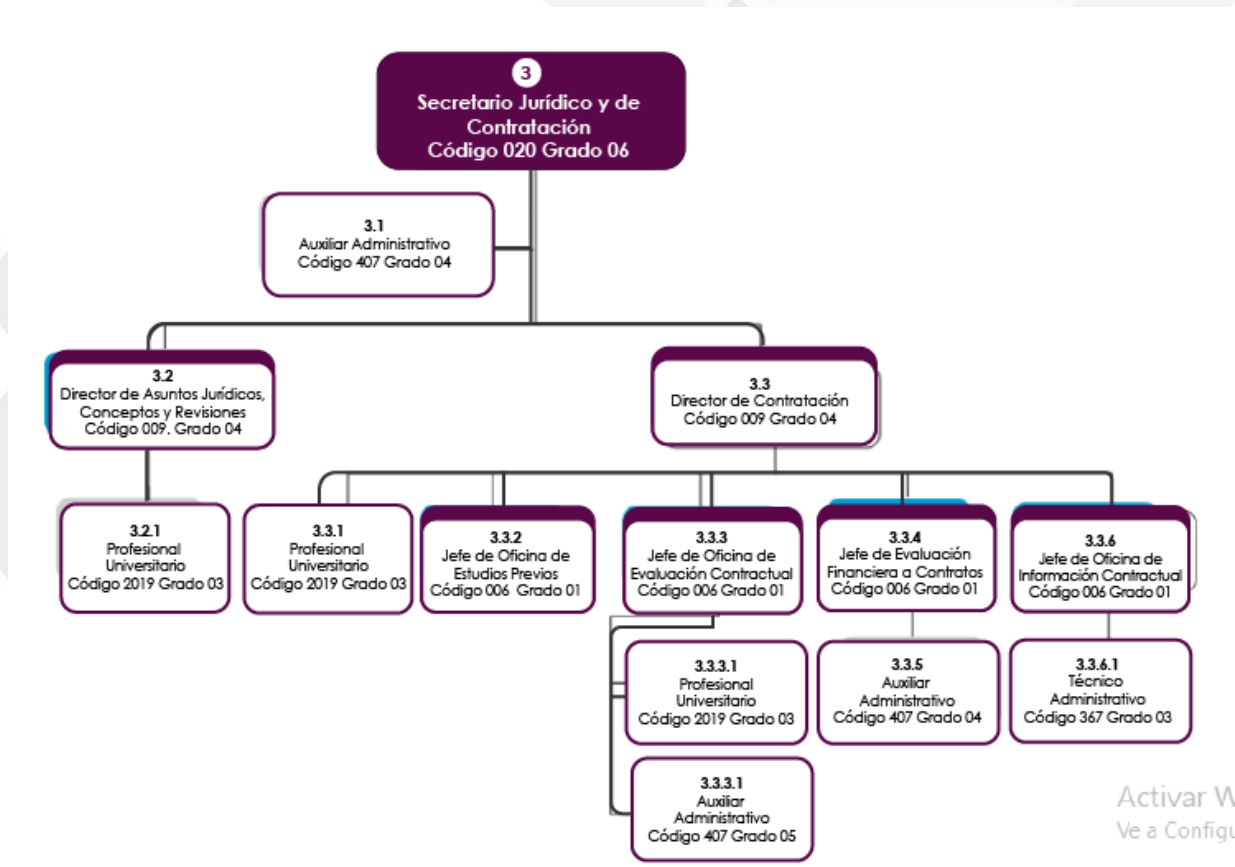 3
Secretario Jurídico y de
Contratación
Código 020 Grado 06
3.1
Auxiliar Administrativo
Código 407 Grado 04
3.2
Director de Asuntos Jurídicos,
Conceptos y Revisiones
Código 009. Grado 04
3.3
Director de Contratación
Código 009 Grado 04
3.2.1
Profesional
Universitario
Código 2019 Grado 03
3.3.1
Profesional
Universitario
Código 2019 Grado 03
3.3.2
Jefe de Oficina de
Estudios Previos
Código 006 Grado 01
3.3.3
Jefe de Oficina de
Evaluación Contractual
Código 006 Grado 01
3.3.4
Jefe de Evaluación
Financiera a Contratos
Código 006 Grado 01
3.3.6
Jefe de Oficina de
Información Contractual
Código 006 Grado 01
3.3.3.1
Profesional
Universitario
Código 2019 Grado 03
3.3.5
Auxiliar
Administrativo
Código 407 Grado 04
3.3.6.1
Técnico
Administrativo
Código 367 Grado 03
3.3.3.1
Auxiliar
Administrativo
Código 407 Grado 05
Activar W
Ve a Configu